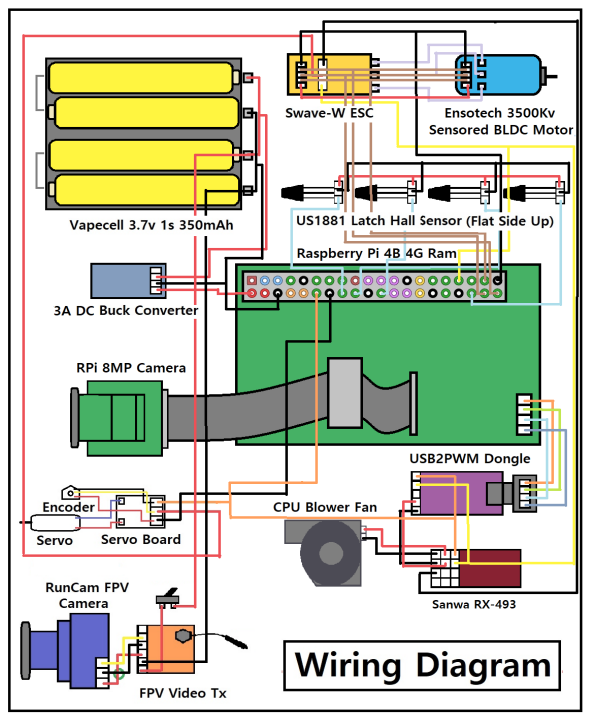 Swave-W ESC
Ensotech 3500Kv
Sensored BLDC Motor
Vapecell 3.7v 1s 350mAh
US1881 Latch Hall Sensor (Flat Side Up)
Raspberry Pi 4B 4G Ram
3A DC Buck Converter
RPi 8MP Camera
USB2PWM Dongle
Encoder
CPU Blower Fan
Servo
Servo Board
RunCam FPV
Camera
Sanwa RX-493
FPV Video Tx
Wiring Diagram